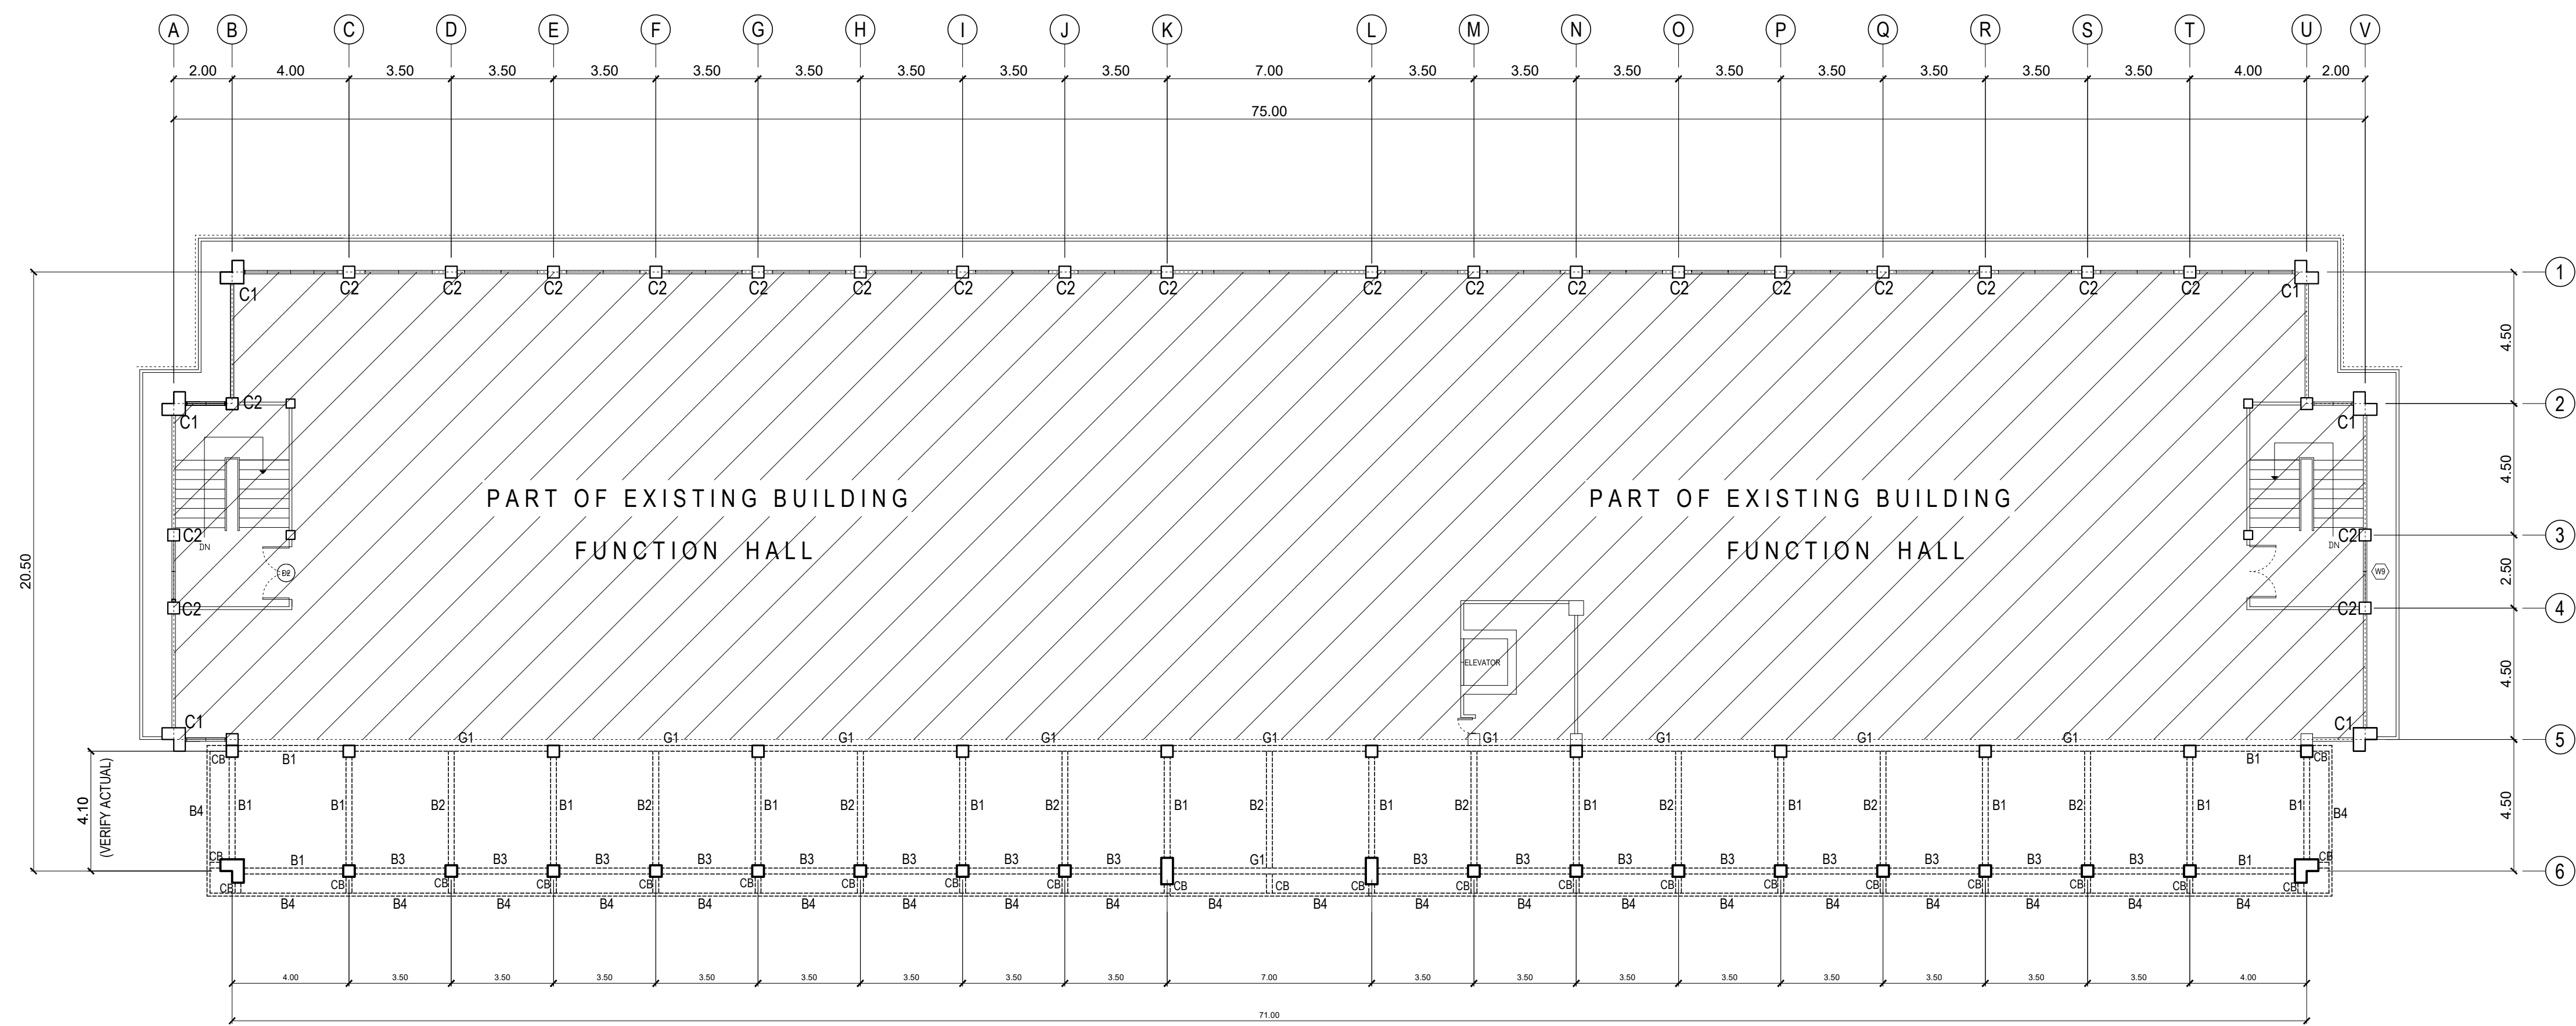 A B C D E F G H I J K L M N O P Q R S T U V
2.00 4.00 3.50 3.50 3.50 3.50 3.50 3.50 3.50 3.50 7.00 3.50 3.50 3.50 3.50 3.50 3.50 3.50 3.50 4.00 2.00
75.00
1
C1 C2 C2 C2 C2 C2 C2 C2 C2 C2 C2 C2 C2 C2 C2 C2 C2 C2 C2 C1
4.50
C1 C2 C1 2
4.50
PART OF EXISTING BUILDING PART OF EXISTING BUILDING
C2 C2 3
DN DN
FUNCTION HALL FUNCTION HALL
20.50
D2 W9 2.50
C2 C2 4
ELEVATOR 4.50
C1 C1
G1 G1 G1 G1 G1 G1 G1 G1 G1 5
CB B1 B1 CB
4.10
(VERIFY ACTUAL)
B4 B1 B1 B2 B1 B2 B1 B2 B1 B2 B1 B2 B1 B2 B1 B2 B1 B2 B1 B2 B1 B1 B4
4.50
CB B1 B3 B3 B3 B3 B3 B3 B3 B3 G1 B3 B3 B3 B3 B3 B3 B3 B3 B1 CB
6
CB CB CB CB CB CB CB CB CB CB CB CB CB CB CB CB CB CB CB CB CB
B4 B4 B4 B4 B4 B4 B4 B4 B4 B4 B4 B4 B4 B4 B4 B4 B4 B4 B4 B4
4.00 3.50 3.50 3.50 3.50 3.50 3.50 3.50 3.50 7.00 3.50 3.50 3.50 3.50 3.50 3.50 3.50 3.50 4.00
71.00